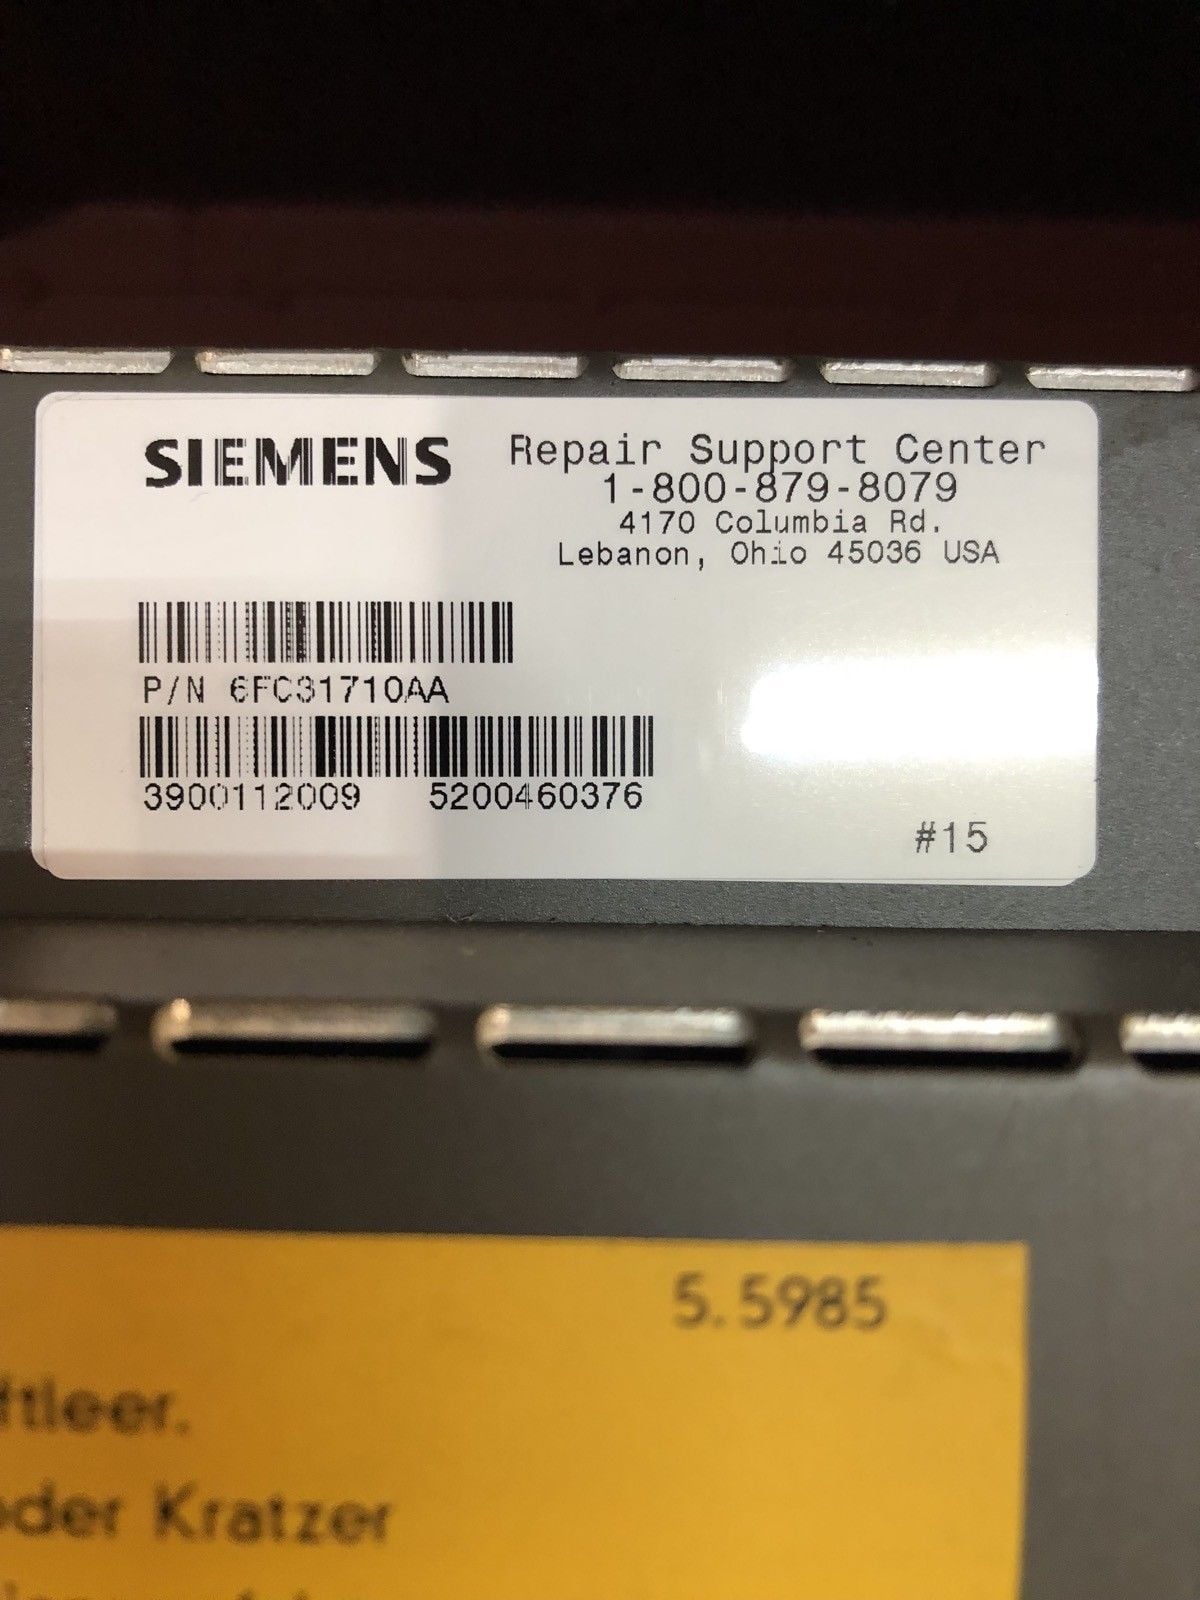 SIEMENS
Repair Support Center
1-800-879-8079
4170 Columbia Rd.
Lebanon, Ohio 45036 USA
P/N 6FC31710AA
3900112009 5200460376
#15
5.5985
ftleer.
oder Kratzer